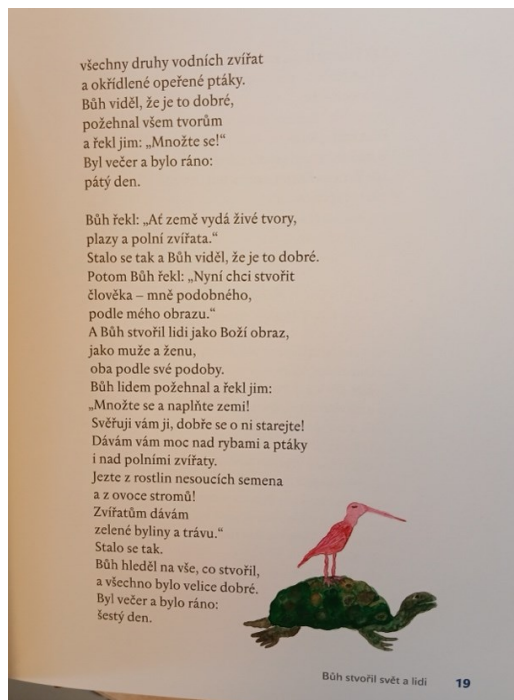 všechny druhy vodních zvířat
a okřídlené opeřené ptáky.
Bůh viděl, že je to dobré,
požehnal všem tvorům
a řekl jim: „Množte se!“
Byl večer a bylo ráno:
pátý den.
Bůh řekl: „Ať země vydá živé tvory,
plazy a polní zvířata.“
Stalo se tak a Bůh viděl, že je to dobré.
Potom Bůh řekl: „Nyní chci stvořit
člověka – mně podobného,
podle mého obrazu.“
A Bůh stvořil lidi jako Boží obraz,
jako muže a ženu,
oba podle své podoby.
Bůh lidem požehnal a řekl jim:
„Množte se a naplňte zemi!
Svěřuji vám ji, dobře se o ni starejte!
Dávám vám moc nad rybami a ptáky
i nad polními zvířaty.
Jezte z rostlin nesoucích semena
a z ovoce stromů!
Zvířatům dávám
zelené byliny a trávu.“
Stalo se tak.
Bůh hleděl na vše, co stvořil,
a všechno bylo velice dobré.
Byl večer a bylo ráno:
šestý den.
Bůh stvořil svět a lidi 19